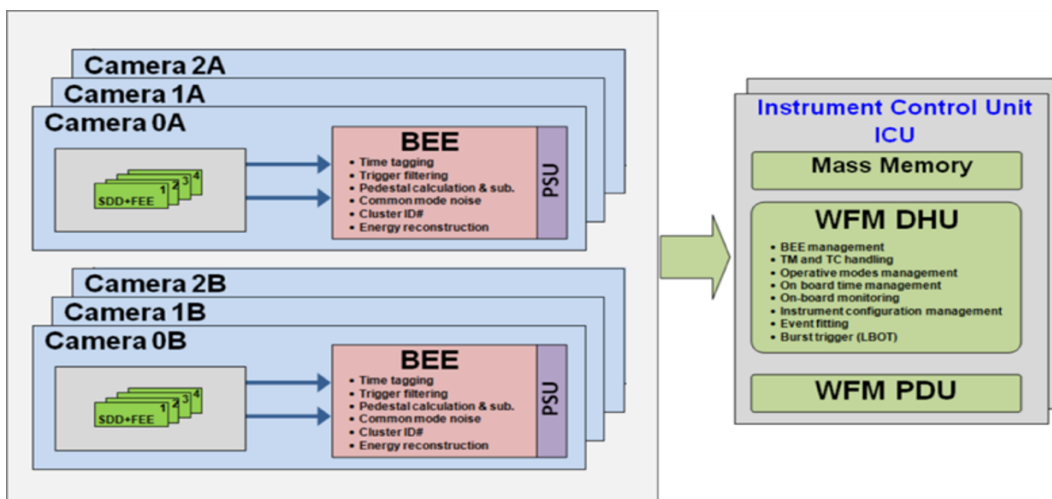 Camera 2A
Camera 1A
Camera 0A
SDD+FEE
1
2
3
4
BEE
• Time tagging
• Trigger filtering
• Pedestal calculation & sub.
• Common mode noise
• Cluster ID#
• Energy reconstruction
PSU
Camera 2B
Camera 1B
Camera 0B
SDD+FEE
1
2
3
4
BEE
• Time tagging
• Trigger filtering
• Pedestal calculation & sub.
• Common mode noise
• Cluster ID#
• Energy reconstruction
PSU
Instrument Control Unit
ICU
Mass Memory
WFM DHU
• BEE management
• TM and TC handling
• Operative modes management
• On board time management
• On-board monitoring
• Instrument configuration management
• Event fitting
• Burst trigger (LBOT)
WFM PDU